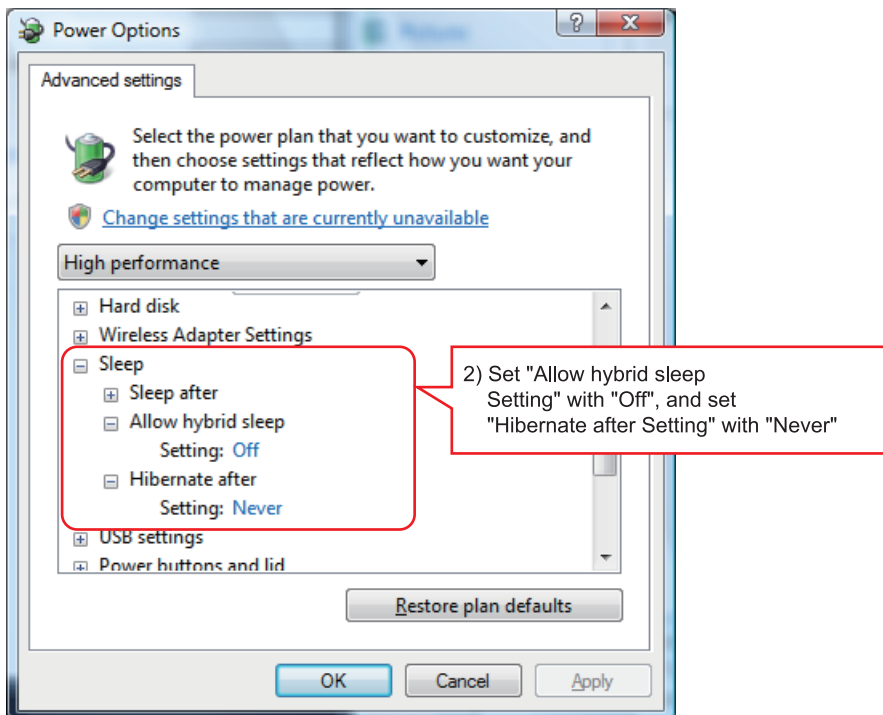 Power Options
Advanced settings
Select the power plan that you want to customize, and
then choose settings that reflect how you want your
computer to manage power.
Change settings that are currently unavailable
High performance
Hard disk
Wireless Adapter Settings
Sleep
Sleep after
Allow hybrid sleep
Setting: Off
Hibernate after
Setting: Never
USB settings
Power buttons and lid
2) Set "Allow hybrid sleep
Setting" with "Off", and set
"Hibernate after Setting" with "Never"
Restore plan defaults
OK
Cancel
Apply